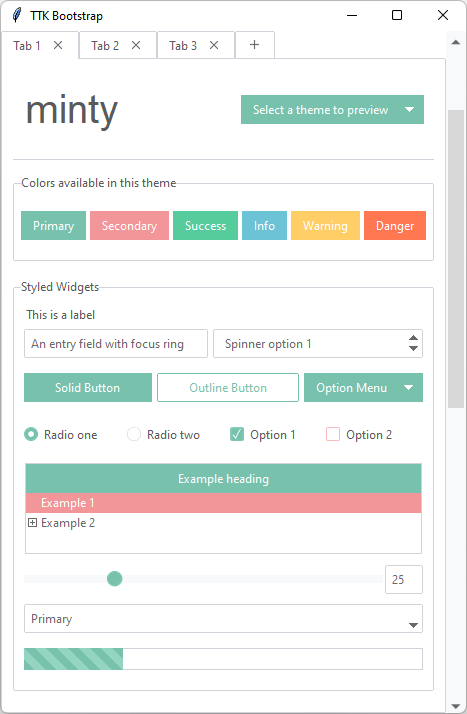 TTK Bootstrap
Tab 1 Tab 2 Tab 3 +
minty
Select a theme to preview
Colors available in this theme
Primary Secondary Success Info Warning Danger
Styled Widgets
This is a label
An entry field with focus ring Spinner option 1
Solid Button Outline Button Option Menu
Radio one Radio two Option 1 Option 2
Example heading
Example 1
Example 2
25
Primary